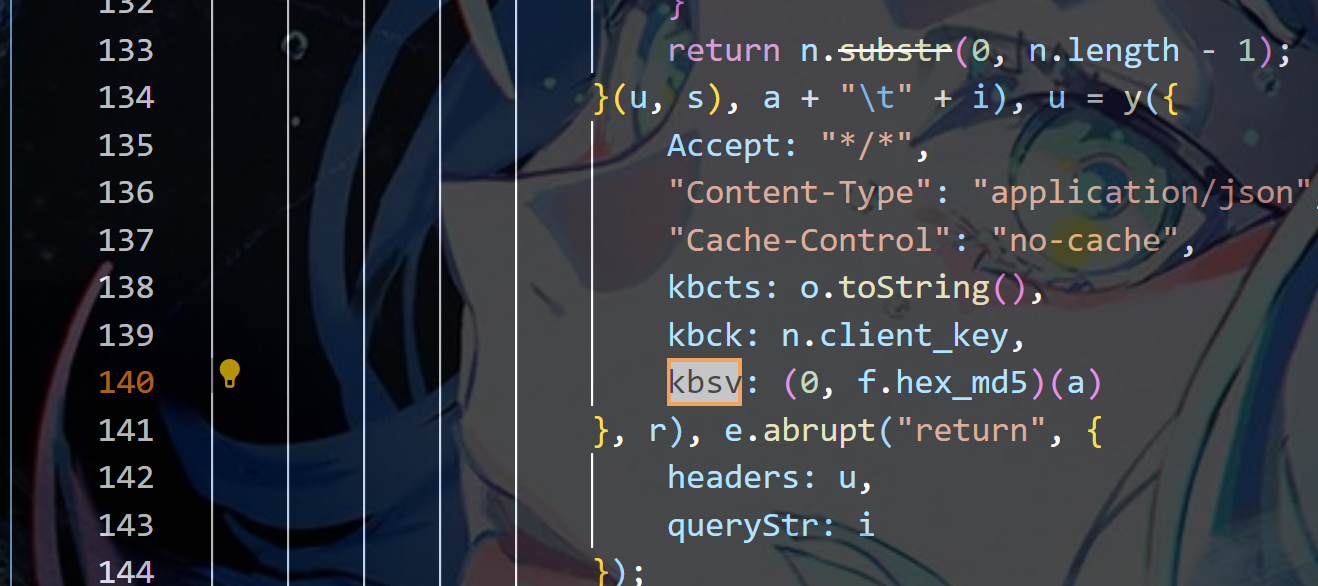 132 }
133 return n.substr(0, n.length - 1);
134 }(u, s), a + "\t" + i), u = y({
135 Accept: "*/*",
136 "Content-Type": "application/json",
137 "Cache-Control": "no-cache",
138 kbcts: o.toString(),
139 kbck: n.client_key,
140 kbsv: (0, f.hex_md5)(a)
141 }, r), e.abrupt("return", {
142 headers: u,
143 queryStr: i
144 });